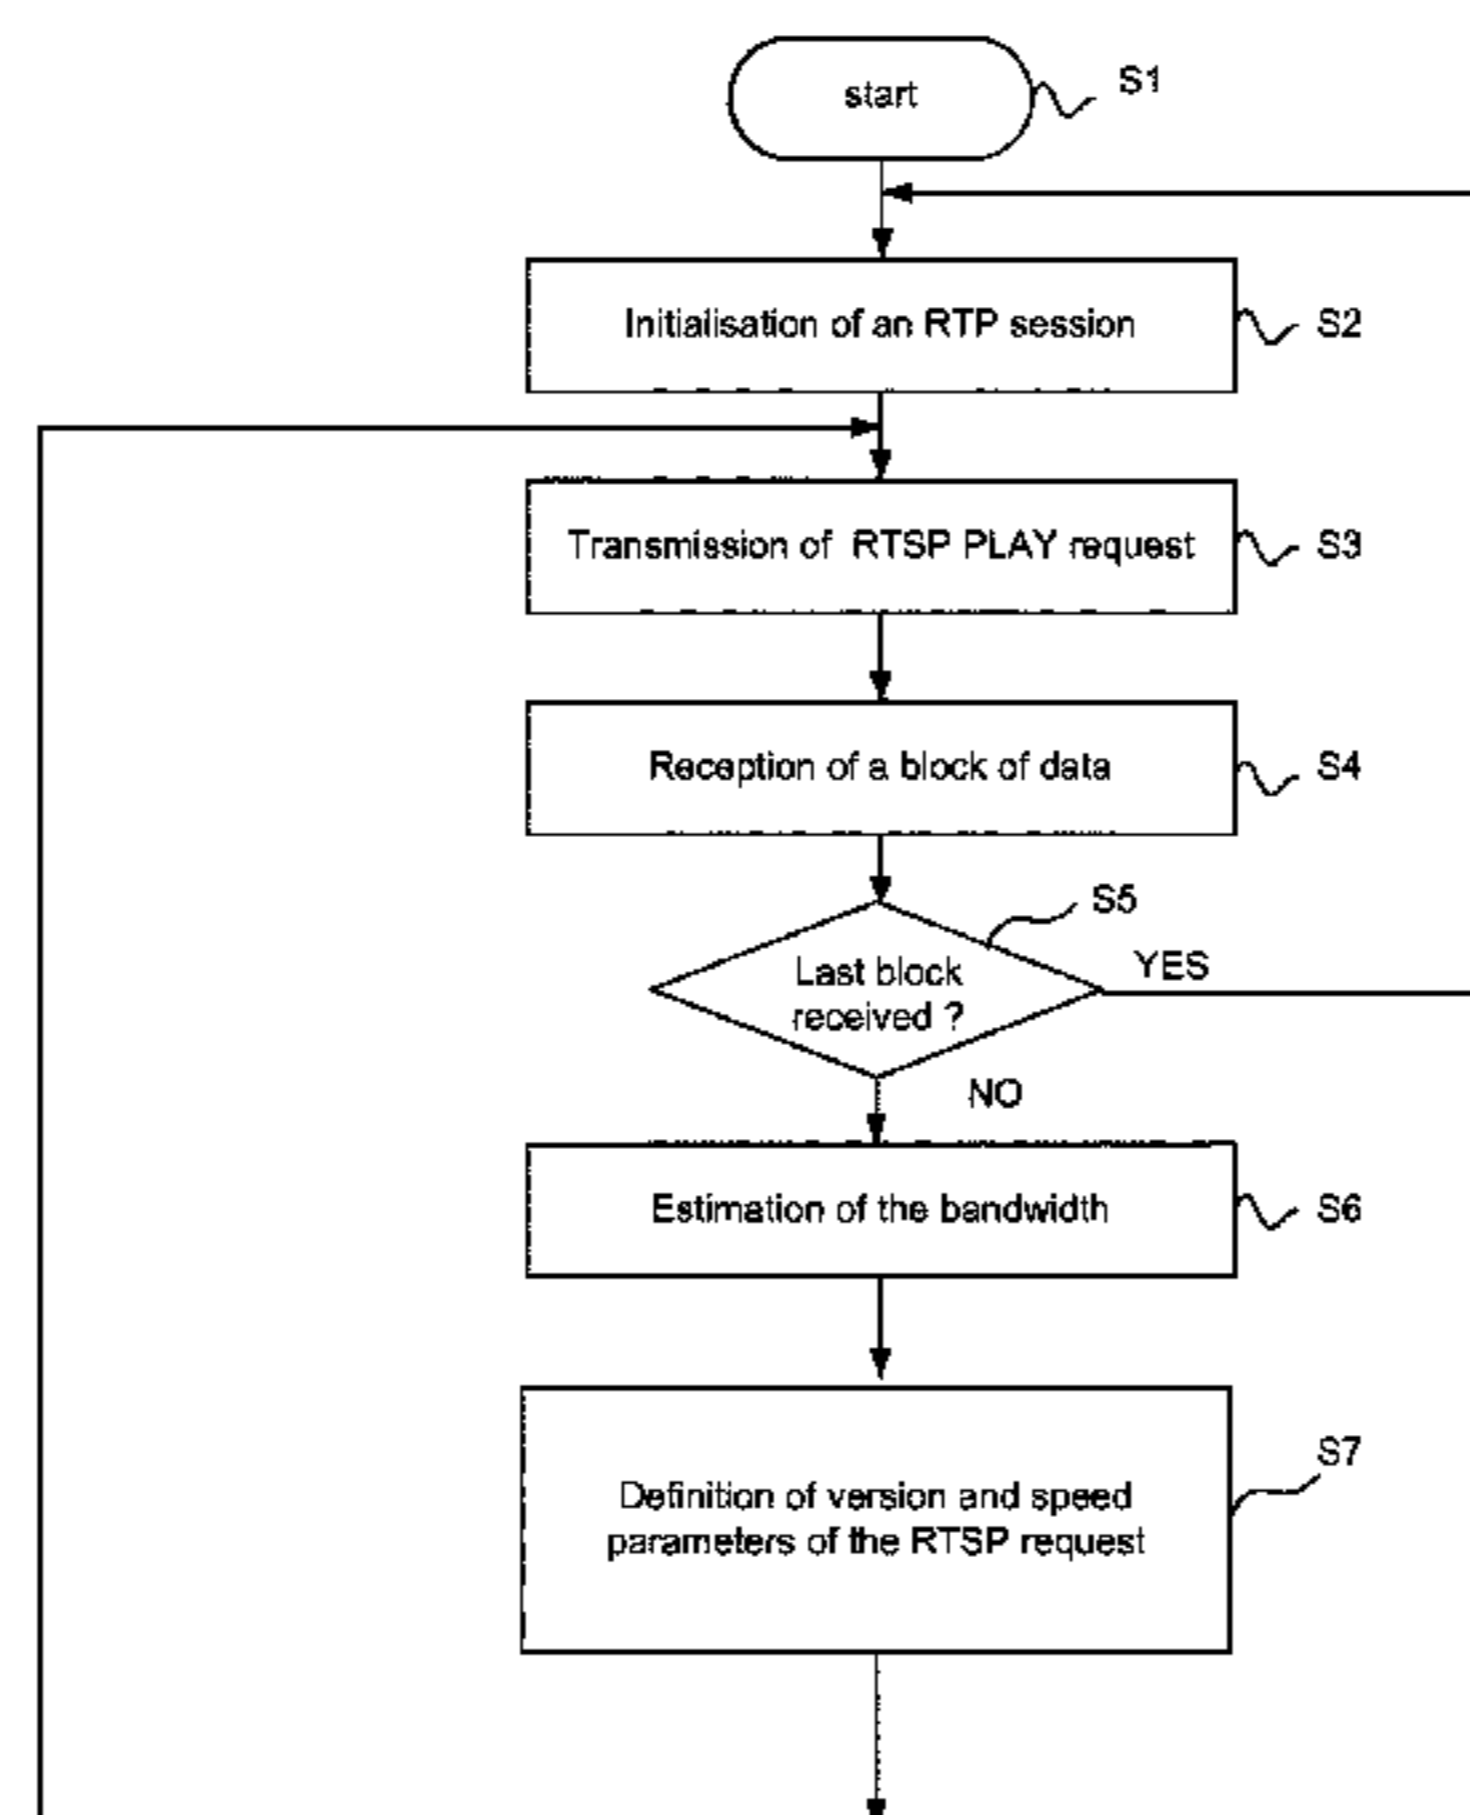 start
S1
Initialisation of an RTP session
S2
Transmission of RTSP PLAY request
S3
Reception of a block of data
S4
S5
Last block
received ?
YES
NO
Estimation of the bandwidth
S6
S7
Definition of version and speed
parameters of the RTSP request